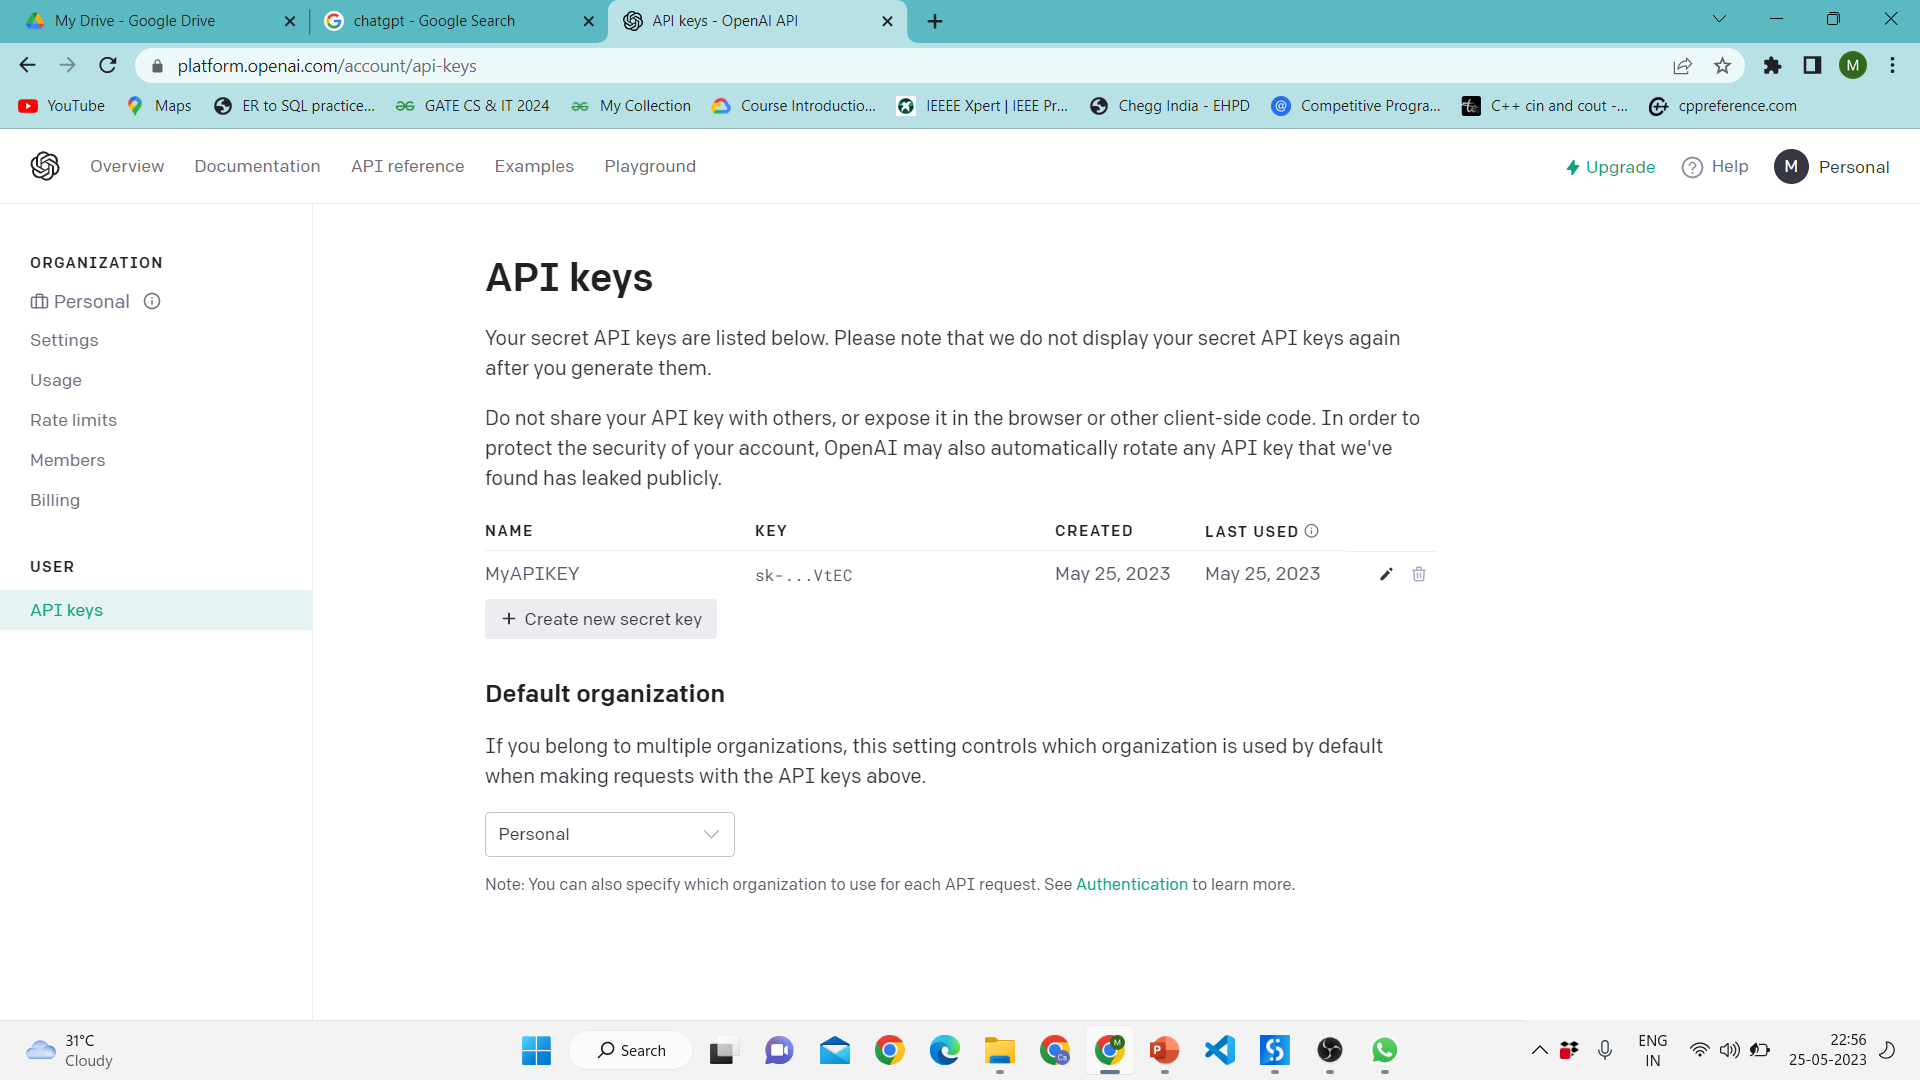 My Drive - Google Drive
chatgpt - Google Search
API keys - OpenAI API
platform.openai.com/account/api-keys
M
YouTube
Maps
ER to SQL practice...
GATE CS & IT 2024
My Collection
Course Introductio...
IEEEE Xpert | IEEE Pr...
Chegg India - EHPD
Competitive Progra...
C++ cin and cout -...
cppreference.com
Overview
Documentation
API reference
Examples
Playground
Upgrade
Help
M
Personal
ORGANIZATION
Personal
Settings
Usage
Rate limits
Members
Billing
USER
API keys
API keys
Your secret API keys are listed below. Please note that we do not display your secret API keys again
after you generate them.
Do not share your API key with others, or expose it in the browser or other client-side code. In order to
protect the security of your account, OpenAI may also automatically rotate any API key that we've
found has leaked publicly.
NAME KEY CREATED LAST USED
MyAPIKEY sk-...VtEC May 25, 2023 May 25, 2023
+ Create new secret key
Default organization
If you belong to multiple organizations, this setting controls which organization is used by default
when making requests with the API keys above.
Personal
Note: You can also specify which organization to use for each API request. See Authentication to learn more.
31°C
Cloudy
Search
Cs
M
P
ENG
IN
22:56
25-05-2023